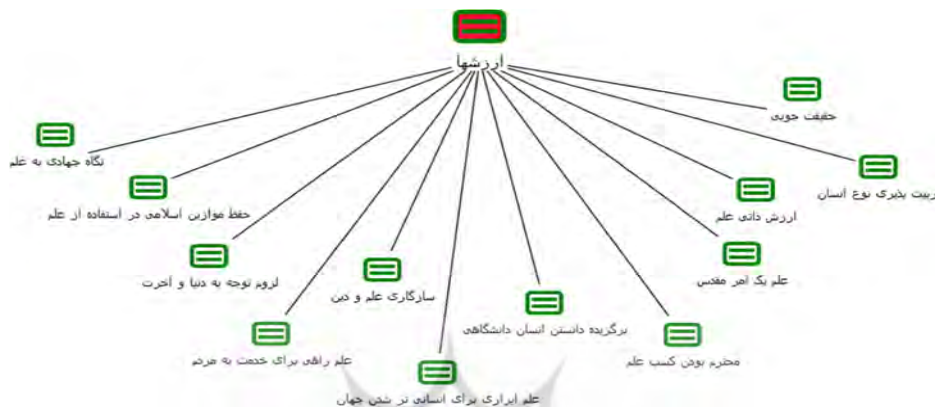 ارزشها
حقیقت جویی
نگاه جهادی به علم
تربیت پذیری نوع انسان
حفظ موازین اسلامی در استفاده از علم
ارزش ذاتی علم
لزوم توجه به دنیا و آخرت
علم یک امر مقدس
سازگاری علم و دین
برگزیده دانستن انسان دانشگاهی
علم راهی برای خدمت به مردم
محترم بودن کسب علم
علم ابزاری برای انسانی تر شدن جهان